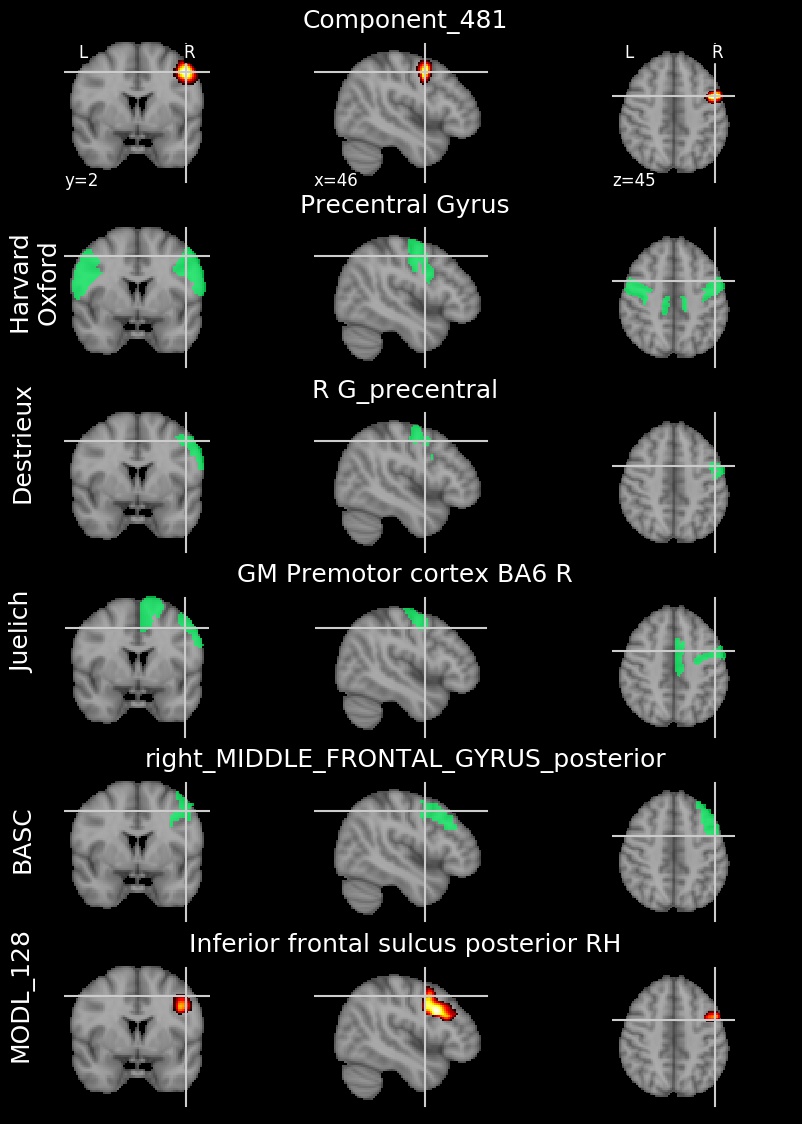 Component_481
L R
L R
y=2
x=46
z=45
Precentral Gyrus
Harvard
Oxford
R G_precentral
Destrieux
GM Premotor cortex BA6 R
Juelich
right_MIDDLE_FRONTAL_GYRUS_posterior
BASC
Inferior frontal sulcus posterior RH
MODL_128